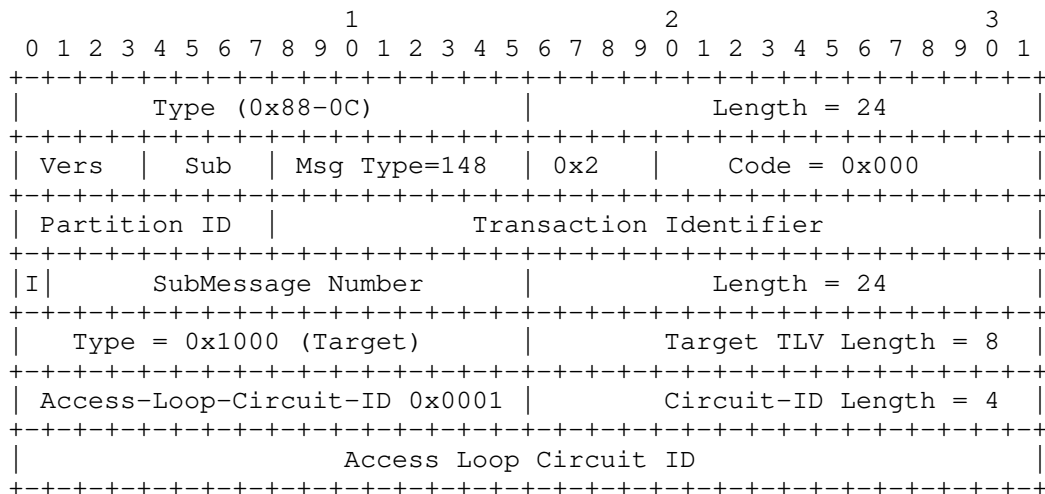 1                   2                   3
 0 1 2 3 4 5 6 7 8 9 0 1 2 3 4 5 6 7 8 9 0 1 2 3 4 5 6 7 8 9 0 1
+-+-+-+-+-+-+-+-+-+-+-+-+-+-+-+-+-+-+-+-+-+-+-+-+-+-+-+-+-+-+-+-+
|        Type (0x88-0C)         |           Length = 24         |
+-+-+-+-+-+-+-+-+-+-+-+-+-+-+-+-+-+-+-+-+-+-+-+-+-+-+-+-+-+-+-+-+
| Vers  |  Sub  | Msg Type=148  | 0x2   |    Code = 0x000       |
+-+-+-+-+-+-+-+-+-+-+-+-+-+-+-+-+-+-+-+-+-+-+-+-+-+-+-+-+-+-+-+-+
| Partition ID  |            Transaction Identifier             |
+-+-+-+-+-+-+-+-+-+-+-+-+-+-+-+-+-+-+-+-+-+-+-+-+-+-+-+-+-+-+-+-+
|I|      SubMessage Number      |           Length = 24         |
+-+-+-+-+-+-+-+-+-+-+-+-+-+-+-+-+-+-+-+-+-+-+-+-+-+-+-+-+-+-+-+-+
|   Type = 0x1000 (Target)      |        Target TLV Length = 8  |
+-+-+-+-+-+-+-+-+-+-+-+-+-+-+-+-+-+-+-+-+-+-+-+-+-+-+-+-+-+-+-+-+
| Access-Loop-Circuit-ID 0x0001 |        Circuit-ID Length = 4  |
+-+-+-+-+-+-+-+-+-+-+-+-+-+-+-+-+-+-+-+-+-+-+-+-+-+-+-+-+-+-+-+-+
|                    Access Loop Circuit ID                     |
+-+-+-+-+-+-+-+-+-+-+-+-+-+-+-+-+-+-+-+-+-+-+-+-+-+-+-+-+-+-+-+-+